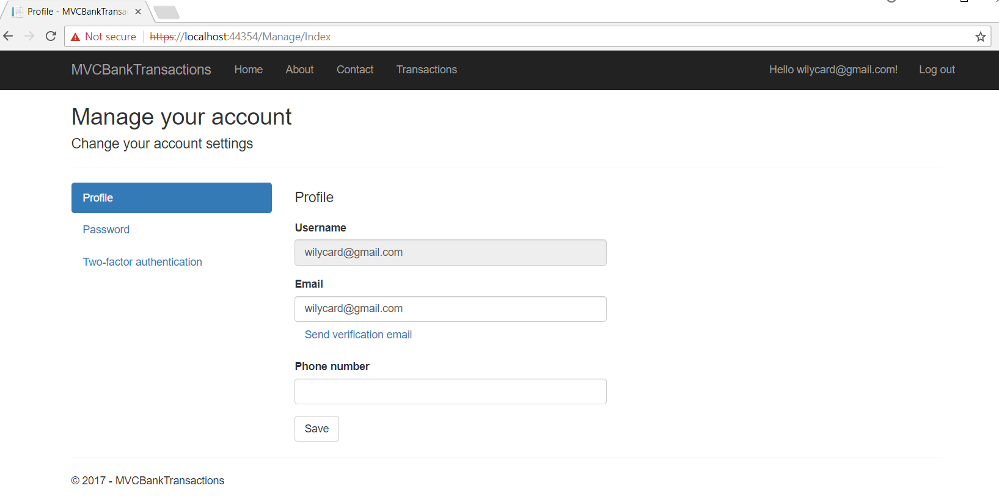 Profile - MVCBankTransa
Not secure https://localhost:44354/Manage/Index
MVCBankTransactions Home About Contact Transactions Hello wilycard@gmail.com! Log out
Manage your account
Change your account settings
Profile
Password
Two-factor authentication
Profile
Username
wilycard@gmail.com
Email
wilycard@gmail.com
Send verification email
Phone number
Save
© 2017 - MVCBankTransactions